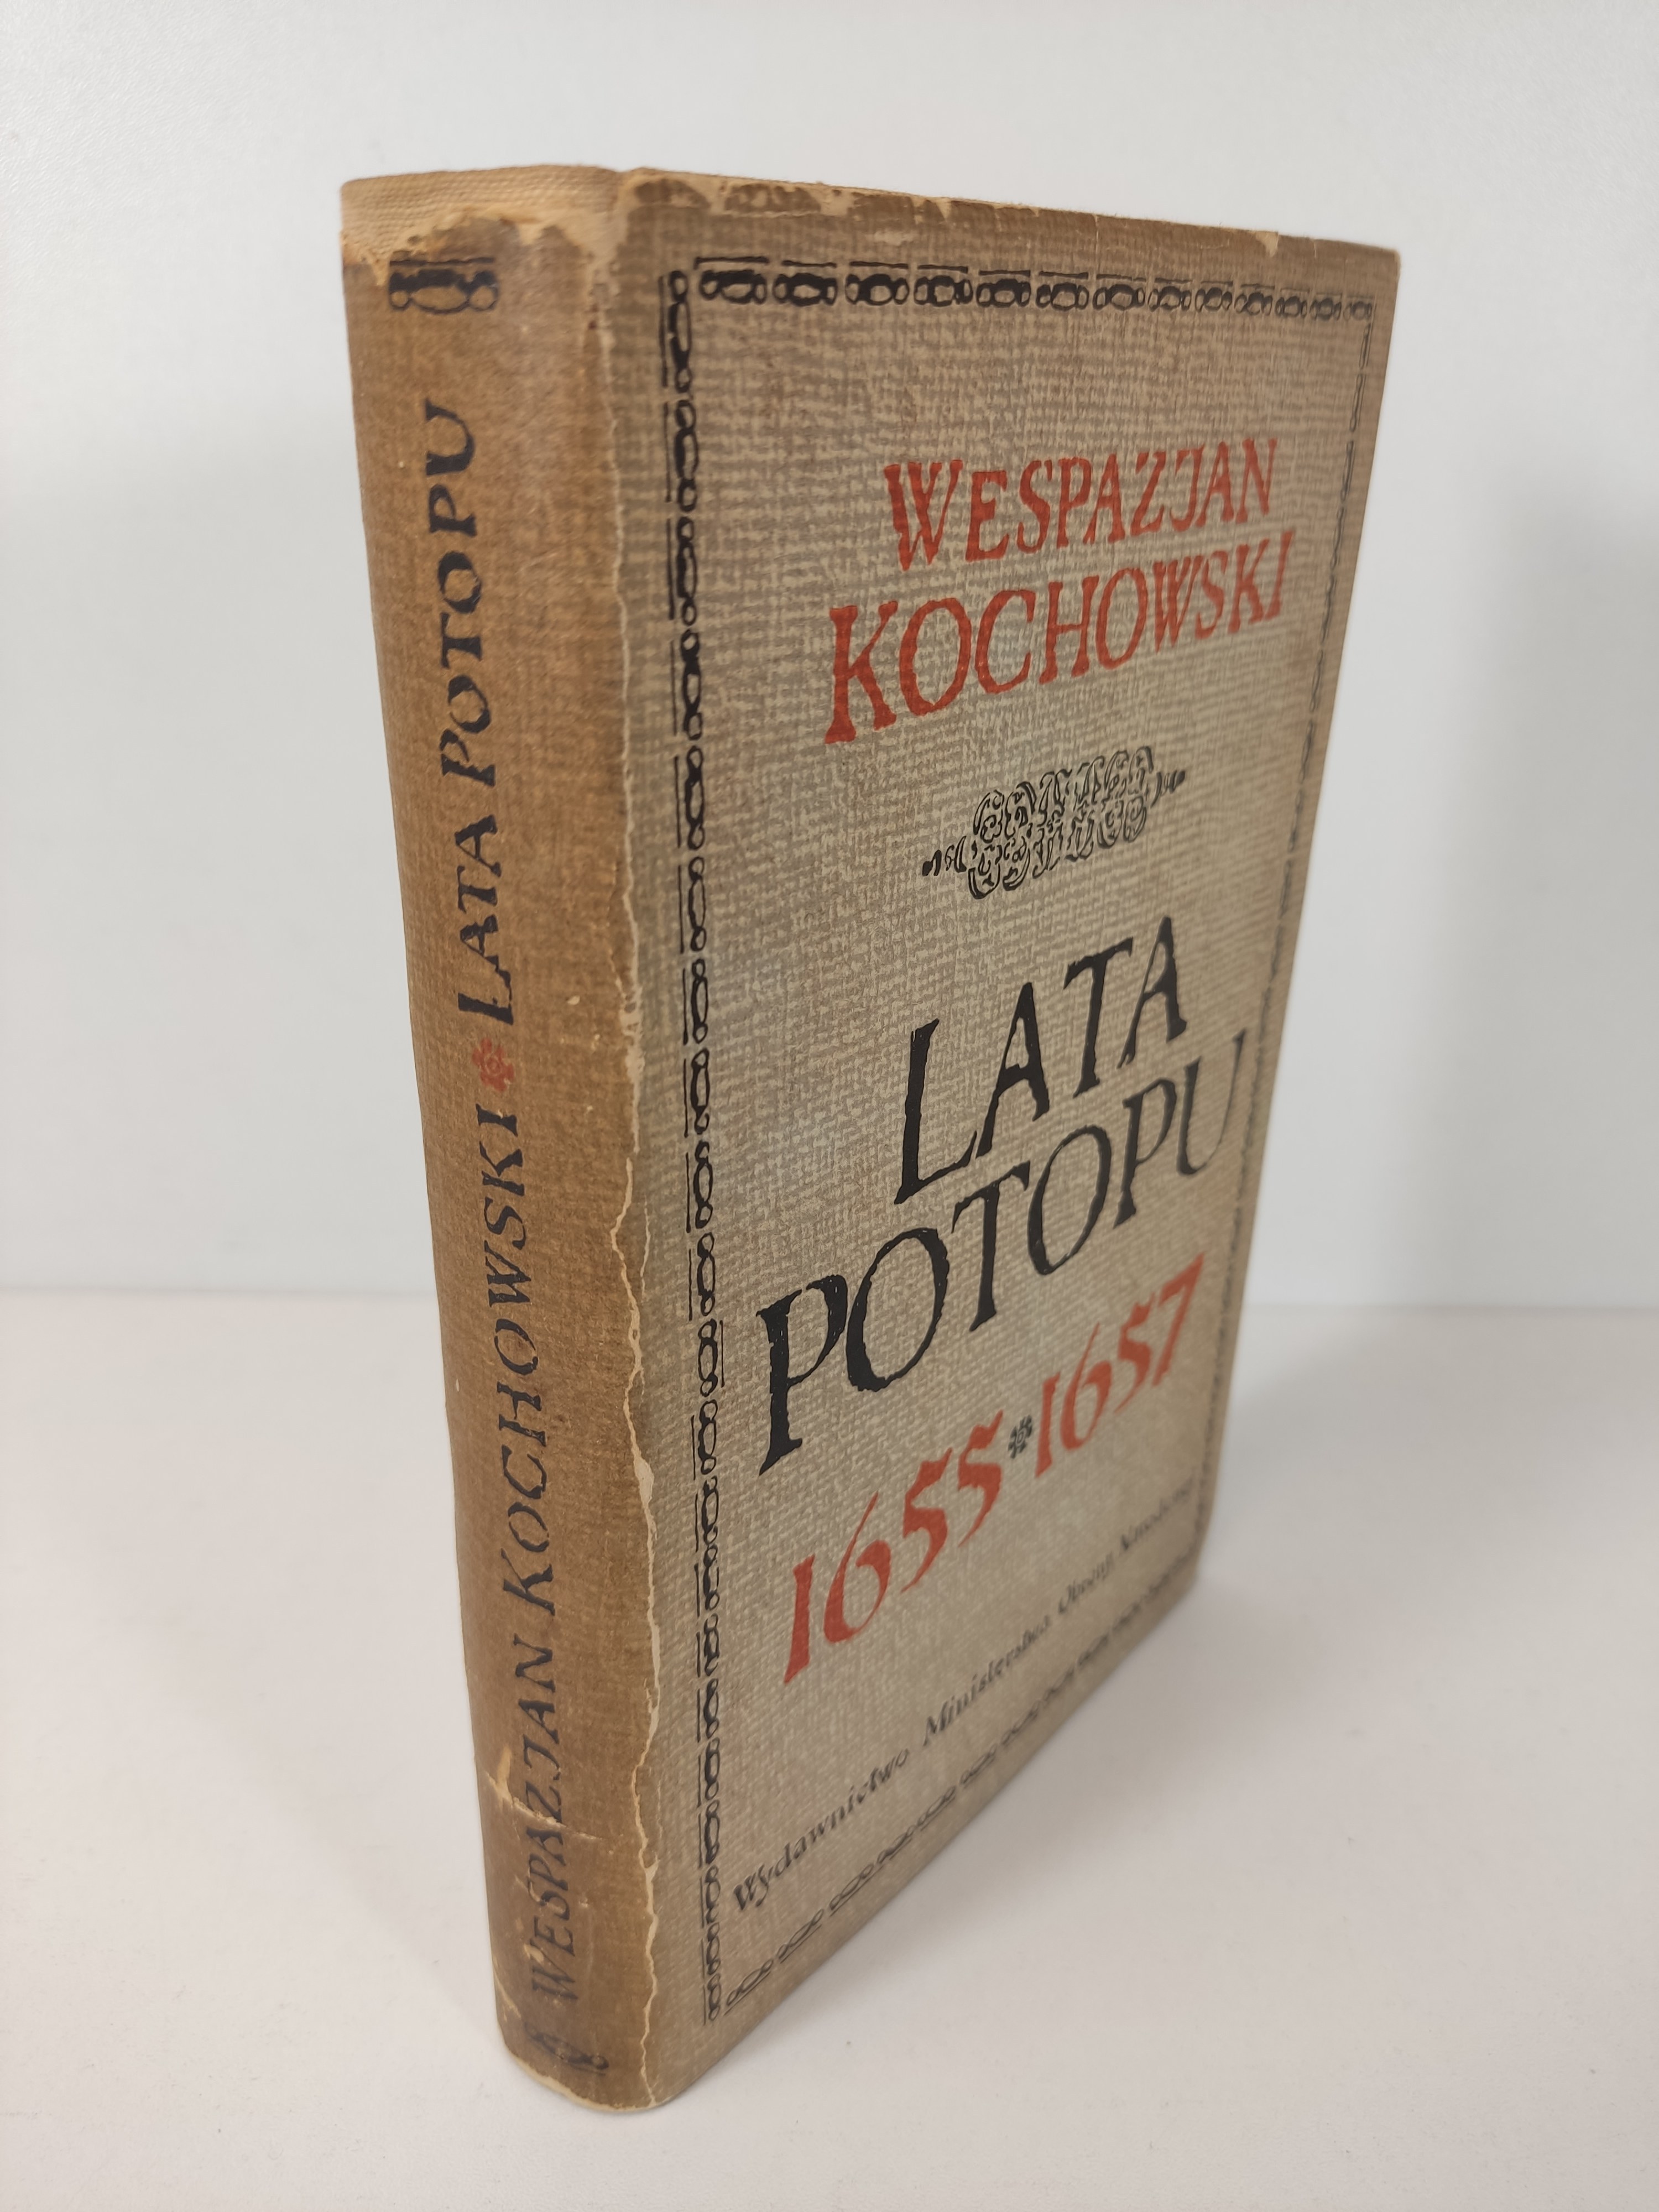 WESPAZJAN KOCHOWSKI * LATA POTOPU
WESPAZJAN
KOCHOWSKI
LATA
POTOPU
1655 * 1657
Wydawnictwo Ministerstwa Obrony Narodowej